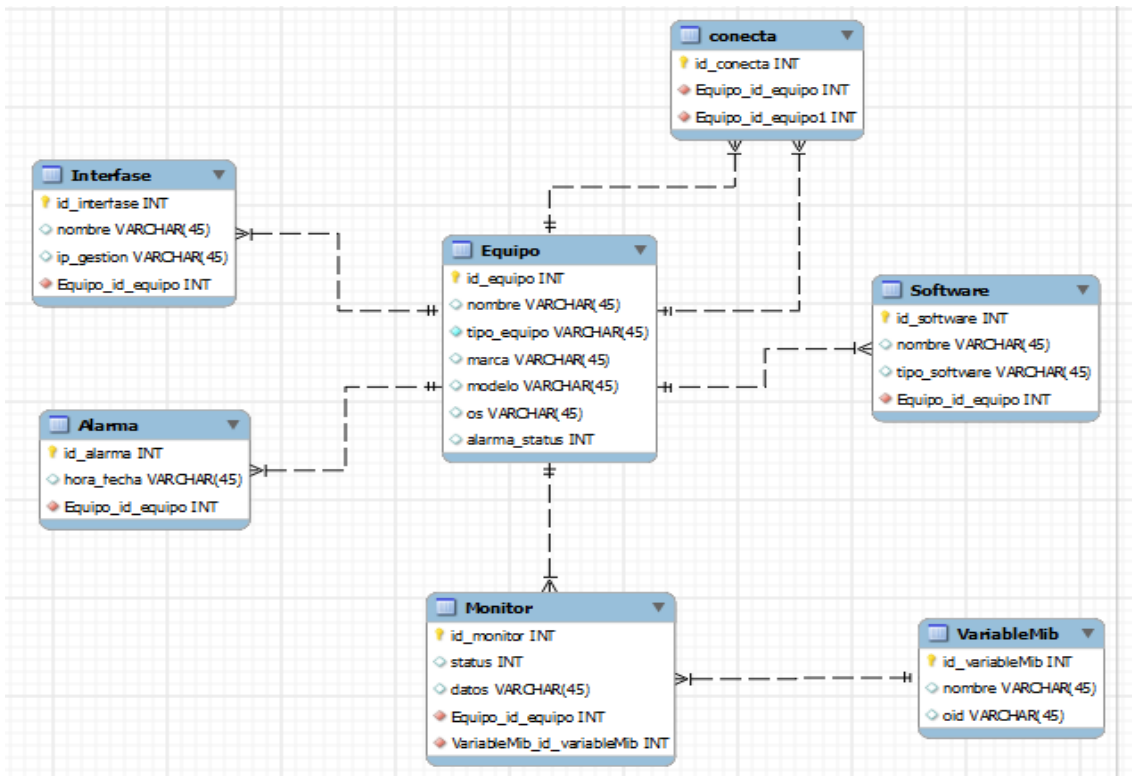 conecta
id_conecta INT
Equipo_id_equipo INT
Equipo_id_equipo1 INT
Interfase
id_interfase INT
nombre VARCHAR(45)
ip_gestion VARCHAR(45)
Equipo_id_equipo INT
Equipo
id_equipo INT
nombre VARCHAR(45)
tipo_equipo VARCHAR(45)
marca VARCHAR(45)
modelo VARCHAR(45)
os VARCHAR(45)
alarma_status INT
Software
id_software INT
nombre VARCHAR(45)
tipo_software VARCHAR(45)
Equipo_id_equipo INT
Alarma
id_alarma INT
hora_fecha VARCHAR(45)
Equipo_id_equipo INT
Monitor
id_monitor INT
status INT
datos VARCHAR(45)
Equipo_id_equipo INT
VariableMib_id_variableMib INT
VariableMib
id_variableMib INT
nombre VARCHAR(45)
oid VARCHAR(45)